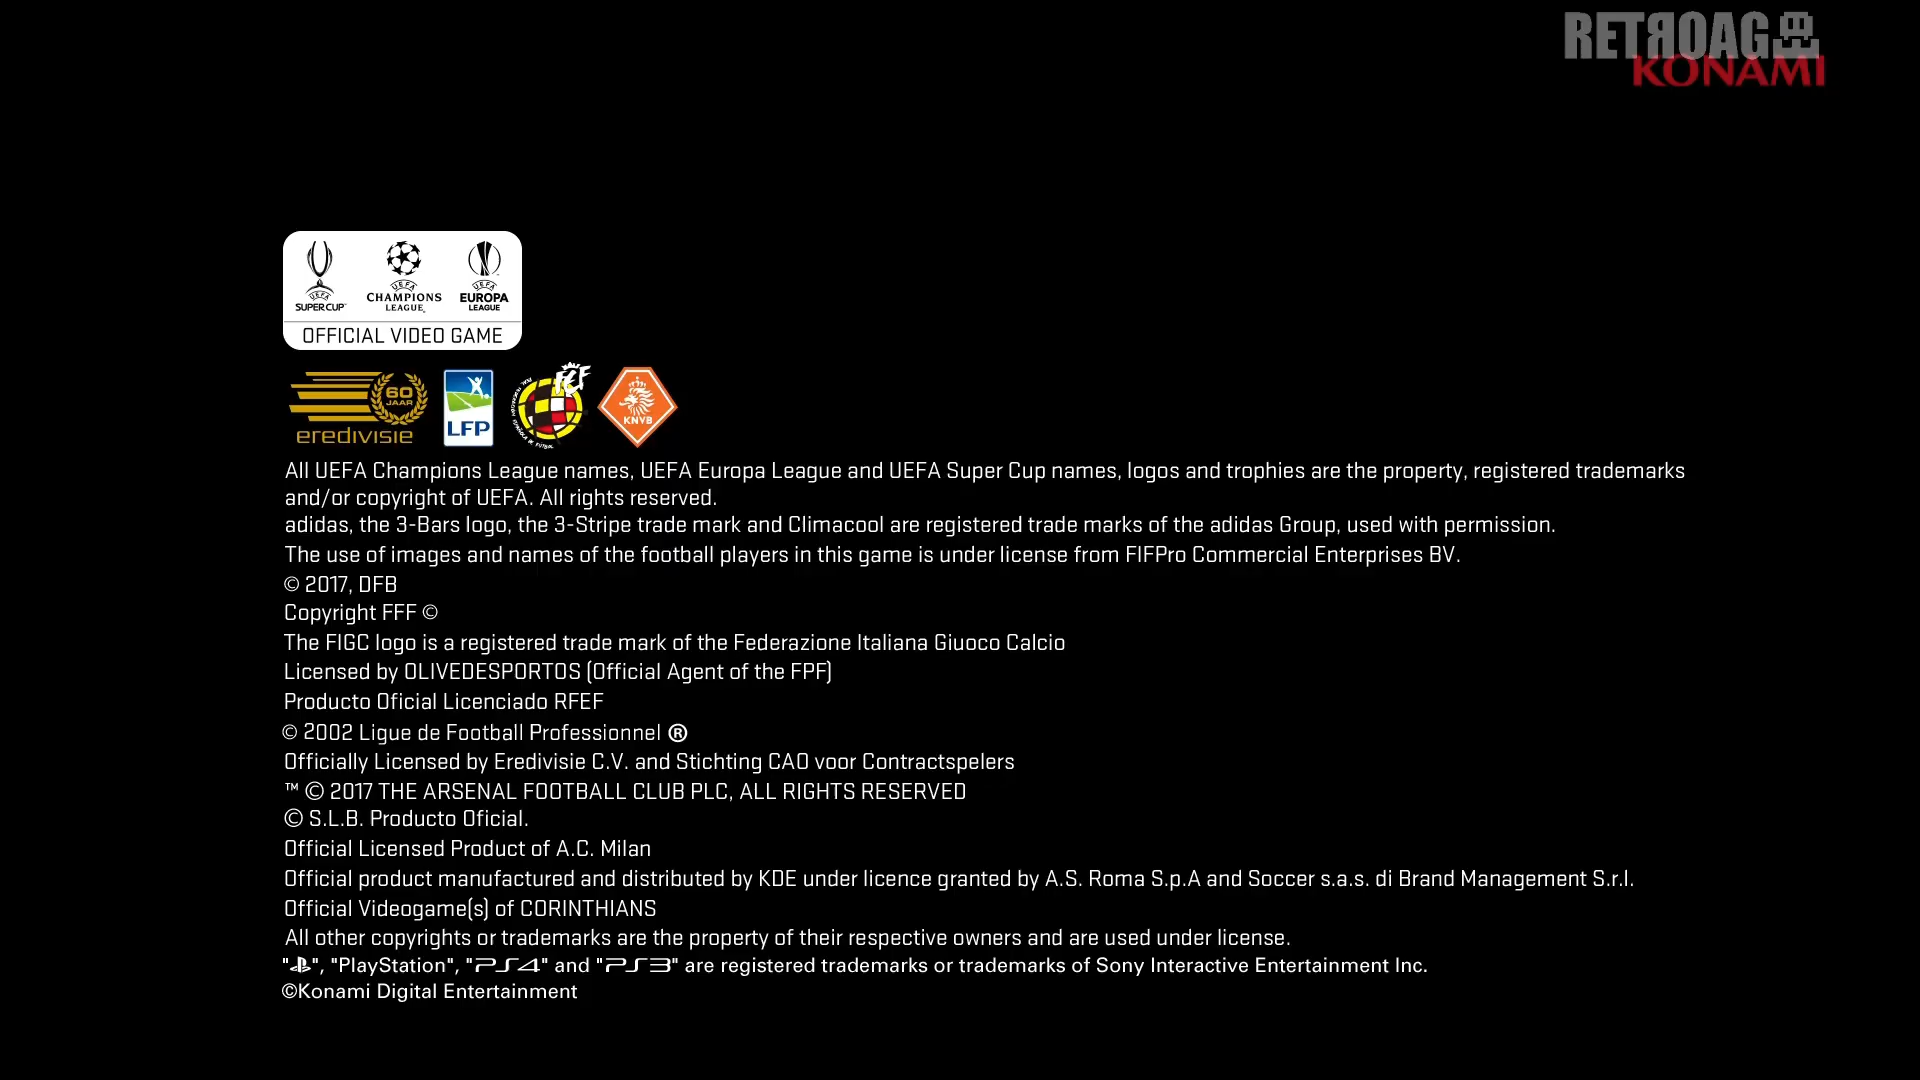 RETROAGE
KONAMI
UEFA SUPER CUP™
UEFA CHAMPIONS LEAGUE®
UEFA EUROPA LEAGUE
OFFICIAL VIDEO GAME
60 JAAR
eredivisie
LFP
FEF
KNVB
All UEFA Champions League names, UEFA Europa League and UEFA Super Cup names, logos and trophies are the property, registered trademarks
and/or copyright of UEFA. All rights reserved.
adidas, the 3-Bars logo, the 3-Stripe trade mark and Climacool are registered trade marks of the adidas Group, used with permission.
The use of images and names of the football players in this game is under license from FIFPro Commercial Enterprises BV.
© 2017, DFB
Copyright FFF ©
The FIGC logo is a registered trade mark of the Federazione Italiana Giuoco Calcio
Licensed by OLIVEDESPORTOS (Official Agent of the FPF)
Producto Oficial Licenciado RFEF
© 2002 Ligue de Football Professionnel ®
Officially Licensed by Eredivisie C.V. and Stichting CAO voor Contractspelers
™ © 2017 THE ARSENAL FOOTBALL CLUB PLC, ALL RIGHTS RESERVED
© S.L.B. Producto Oficial.
Official Licensed Product of A.C. Milan
Official product manufactured and distributed by KDE under licence granted by A.S. Roma S.p.A and Soccer s.a.s. di Brand Management S.r.l.
Official Videogame(s) of CORINTHIANS
All other copyrights or trademarks are the property of their respective owners and are used under license.
"PS", "PlayStation", "PS4" and "PS3" are registered trademarks or trademarks of Sony Interactive Entertainment Inc.
©Konami Digital Entertainment